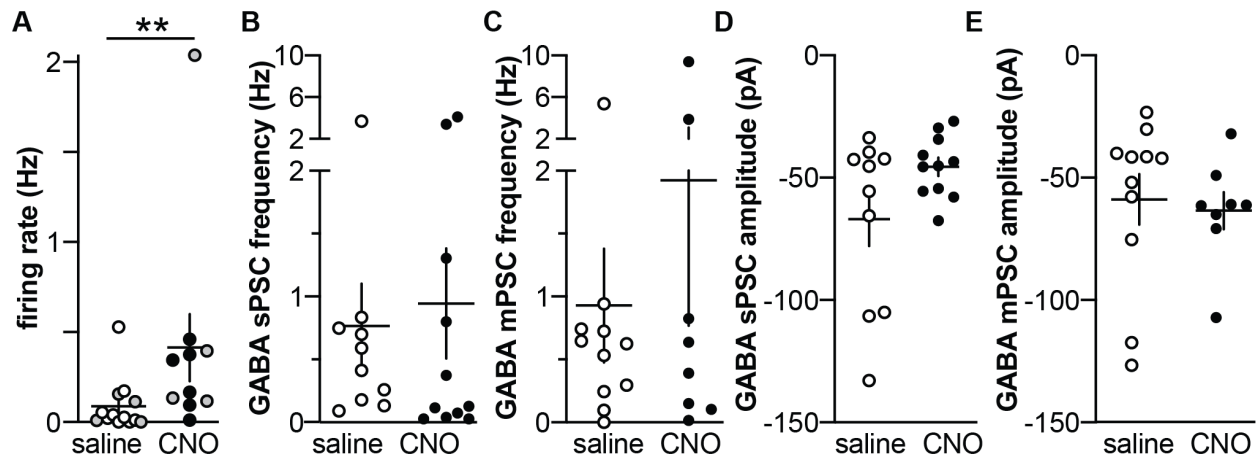 A
**
firing rate (Hz)
2
1
0
saline
CNO
B
GABA sPSC frequency (Hz)
10
6
2
2
1
0
saline
CNO
C
GABA mPSC frequency (Hz)
10
6
2
2
1
0
saline
CNO
D
GABA sPSC amplitude (pA)
0
-50
-100
-150
saline
CNO
E
GABA mPSC amplitude (pA)
0
-50
-100
-150
saline
CNO